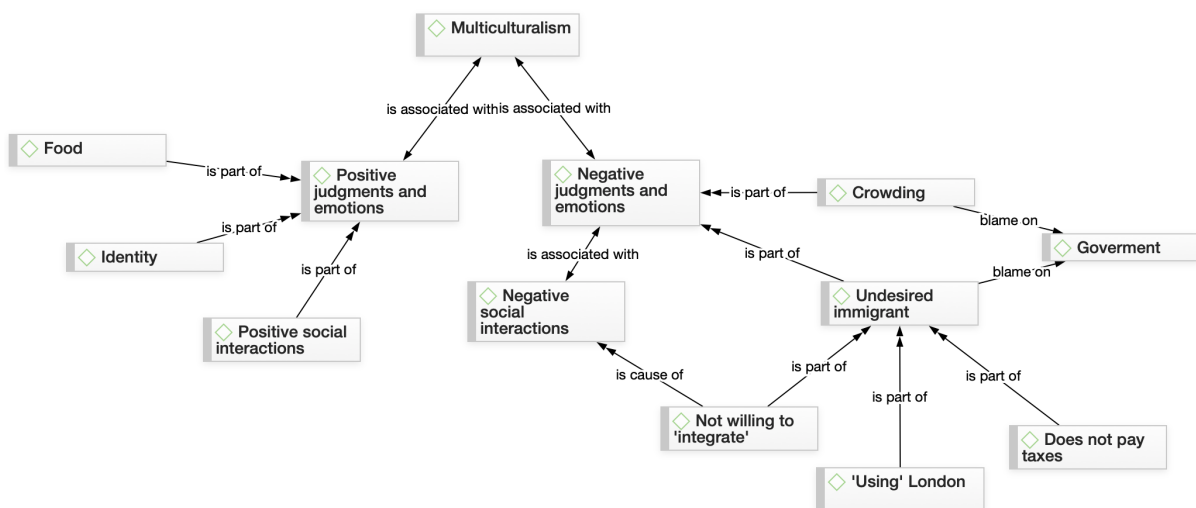 Multiculturalism
is associated with
is associated with
Food
is part of
Positive
judgments and
emotions
Negative
judgments and
emotions
is part of
Crowding
blame on
Goverment
is part of
Identity
is part of
is associated with
is part of
blame on
Negative
social
interactions
Undesired
immigrant
Positive social
interactions
is cause of
is part of
is part of
is part of
Not willing to
'integrate'
Does not pay
taxes
'Using' London